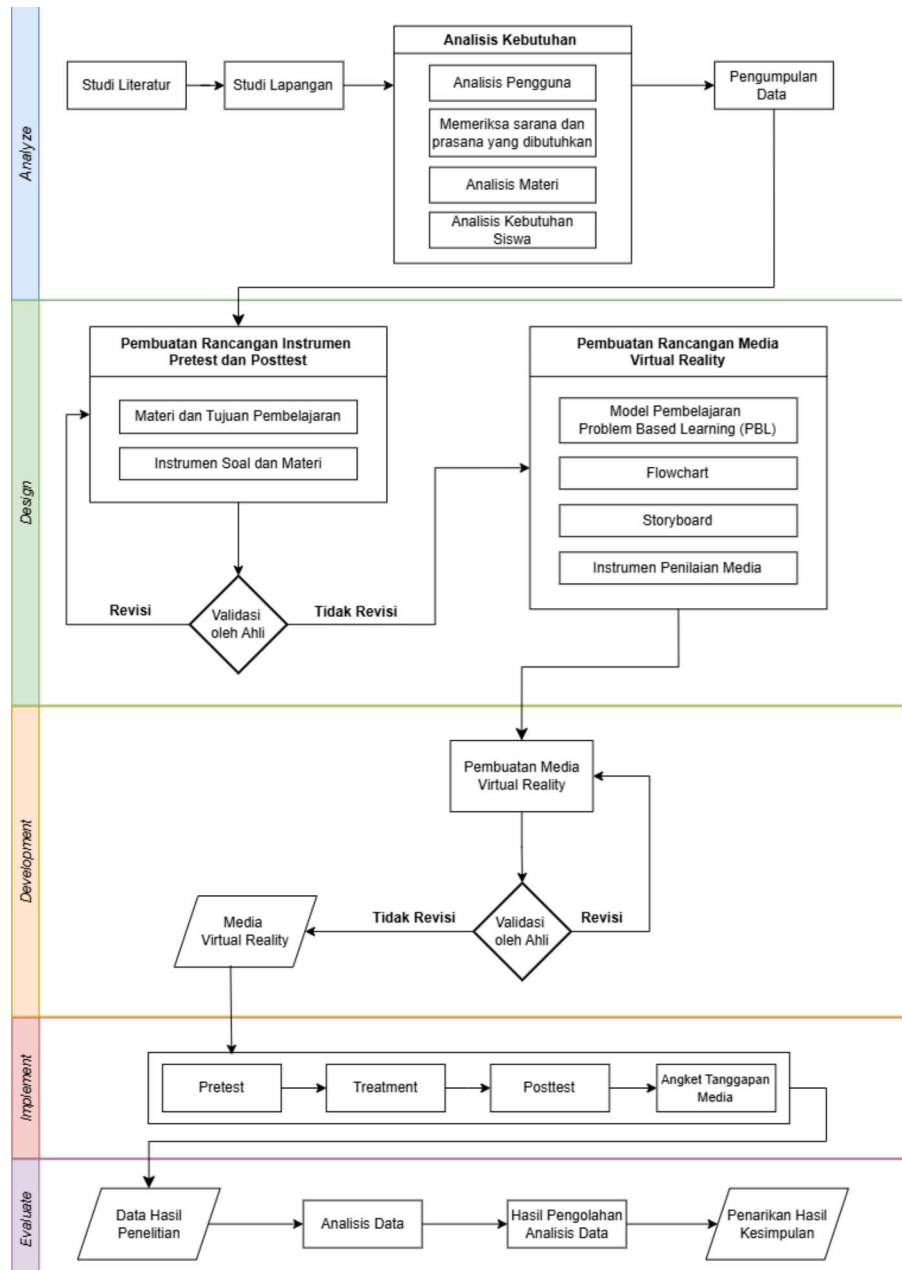 Analyze
Studi Literatur
Studi Lapangan
Analisis Kebutuhan
Analisis Pengguna
Memeriksa sarana dan
prasana yang dibutuhkan
Analisis Materi
Analisis Kebutuhan
Siswa
Pengumpulan
Data
Design
Pembuatan Rancangan Instrumen
Pretest dan Posttest
Materi dan Tujuan Pembelajaran
Instrumen Soal dan Materi
Revisi
Validasi
oleh Ahli
Tidak Revisi
Pembuatan Rancangan Media
Virtual Reality
Model Pembelajaran
Problem Based Learning (PBL)
Flowchart
Storyboard
Instrumen Penilaian Media
Development
Pembuatan Media
Virtual Reality
Validasi
oleh Ahli
Revisi
Tidak Revisi
Media
Virtual Reality
Implement
Pretest
Treatment
Posttest
Angket Tanggapan
Media
Evaluate
Data Hasil
Penelitian
Analisis Data
Hasil Pengolahan
Analisis Data
Penarikan Hasil
Kesimpulan